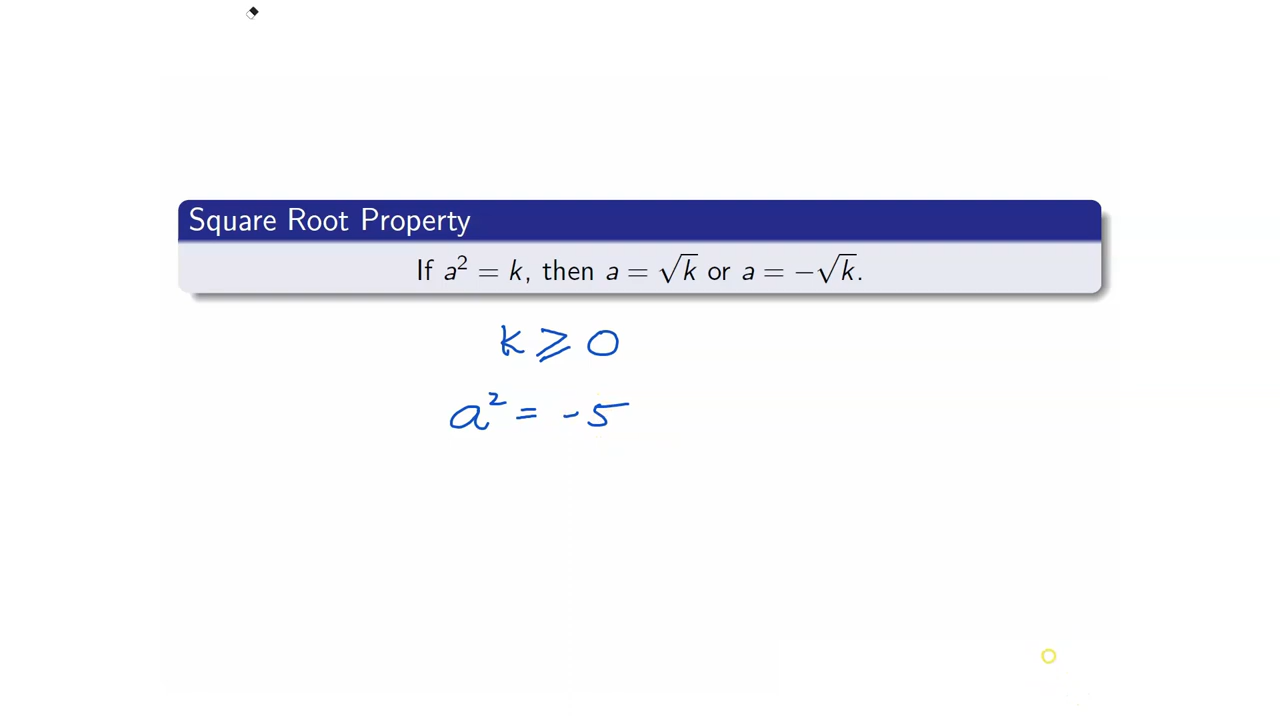 Square Root Property
If a² = k, then a = √k or a = −√k.
k ⩾ 0
a² = -5